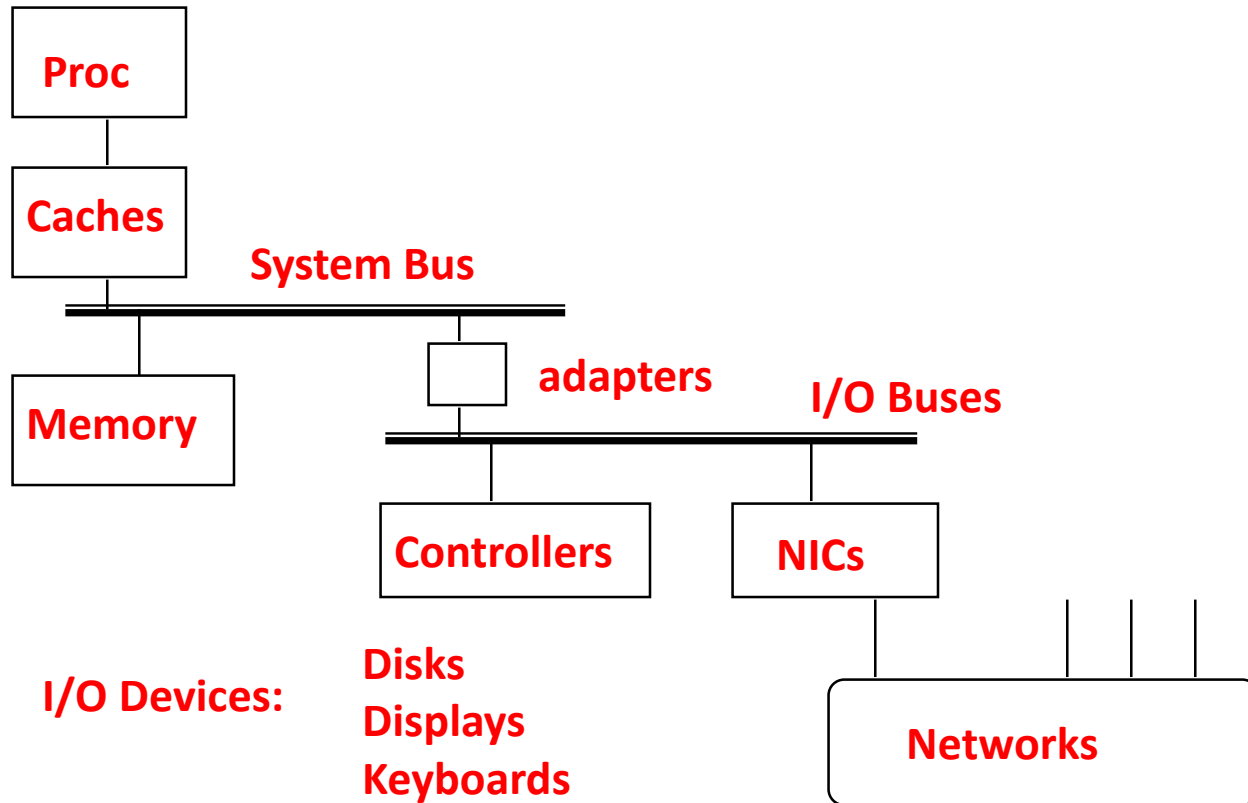 Proc
Caches
System Bus
adapters
I/O Buses
Memory
Controllers
NICs
I/O Devices:
Disks
Displays
Keyboards
Networks